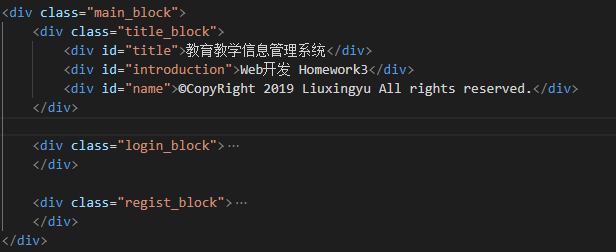 <div class="main_block">
<div class="title_block">
<div id="title">教育教学信息管理系统</div>
<div id="introduction">Web开发 Homework3</div>
<div id="name">©CopyRight 2019 Liuxingyu All rights reserved.</div>
</div>
<div class="login_block">…
</div>
<div class="regist_block">…
</div>
</div>